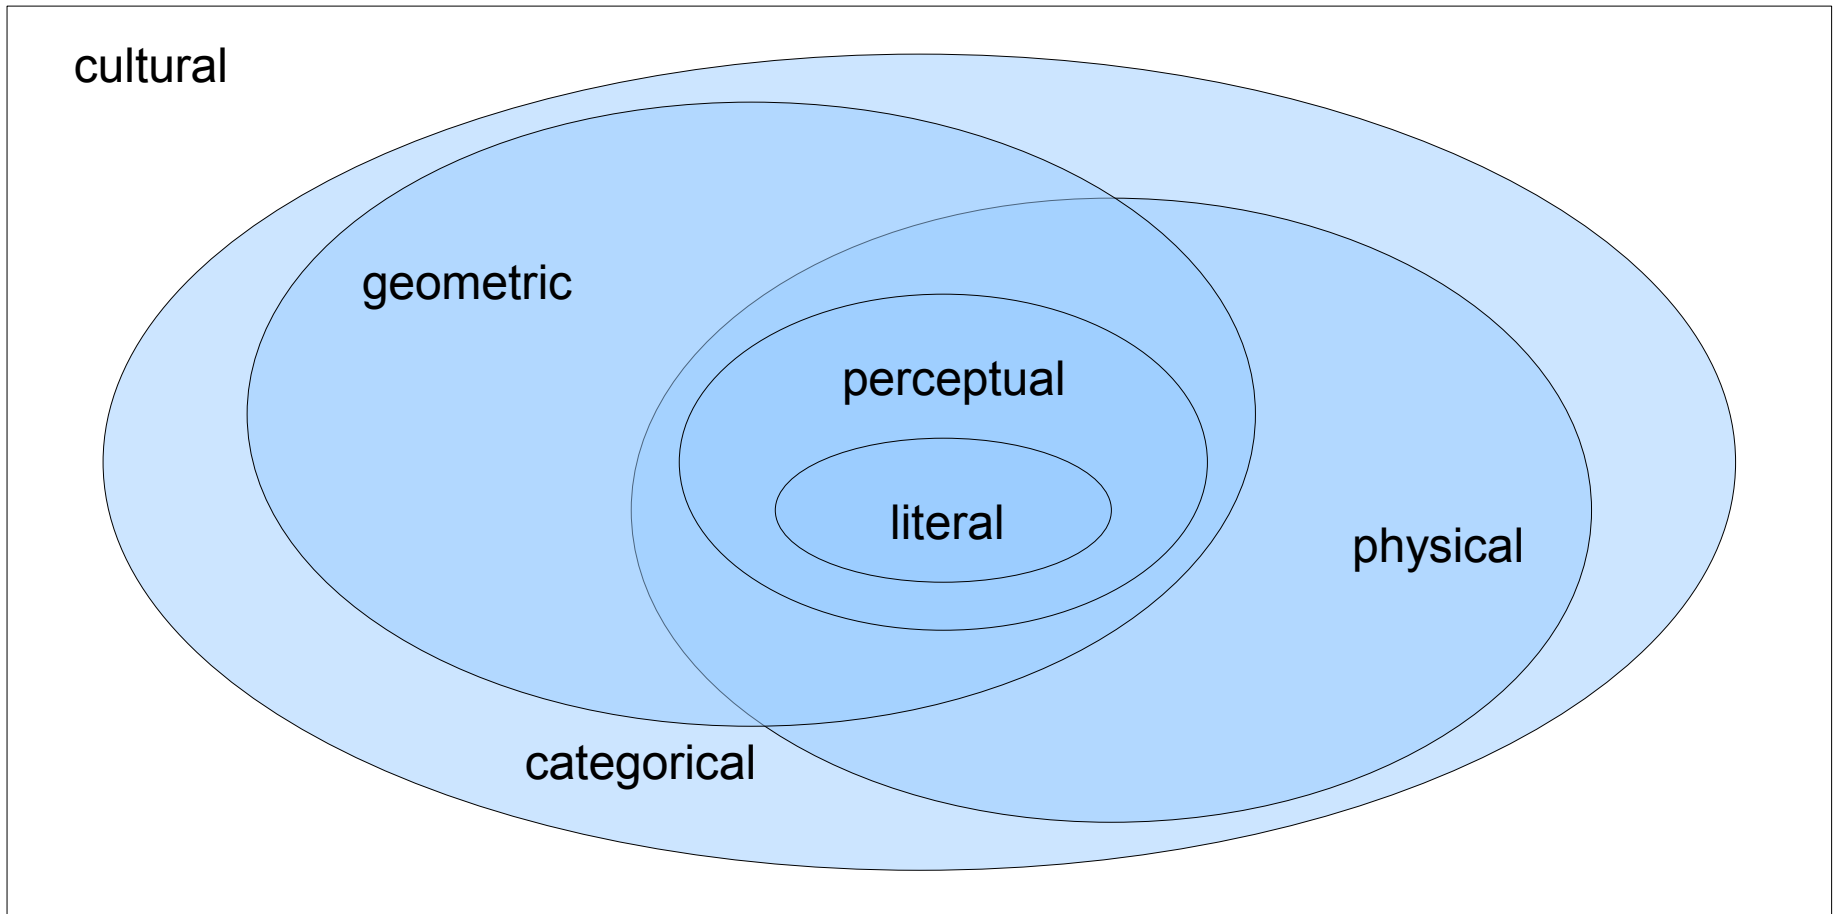 cultural
geometric
perceptual
literal
physical
categorical